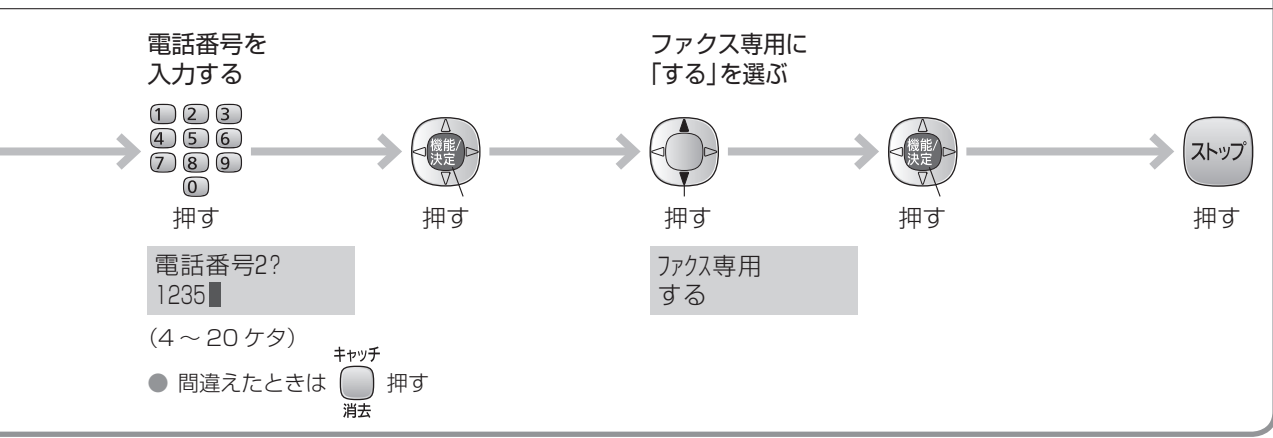 電話番号を
入力する
1 2 3
4 5 6
7 8 9
0
押す
電話番号2?
1235
(4～20ケタ)
● 間違えたときは キャッチ 消去 押す
機能/
決定
押す
ファクス専用に
「する」を選ぶ
押す
ファクス専用
する
機能/
決定
押す
ストップ
押す